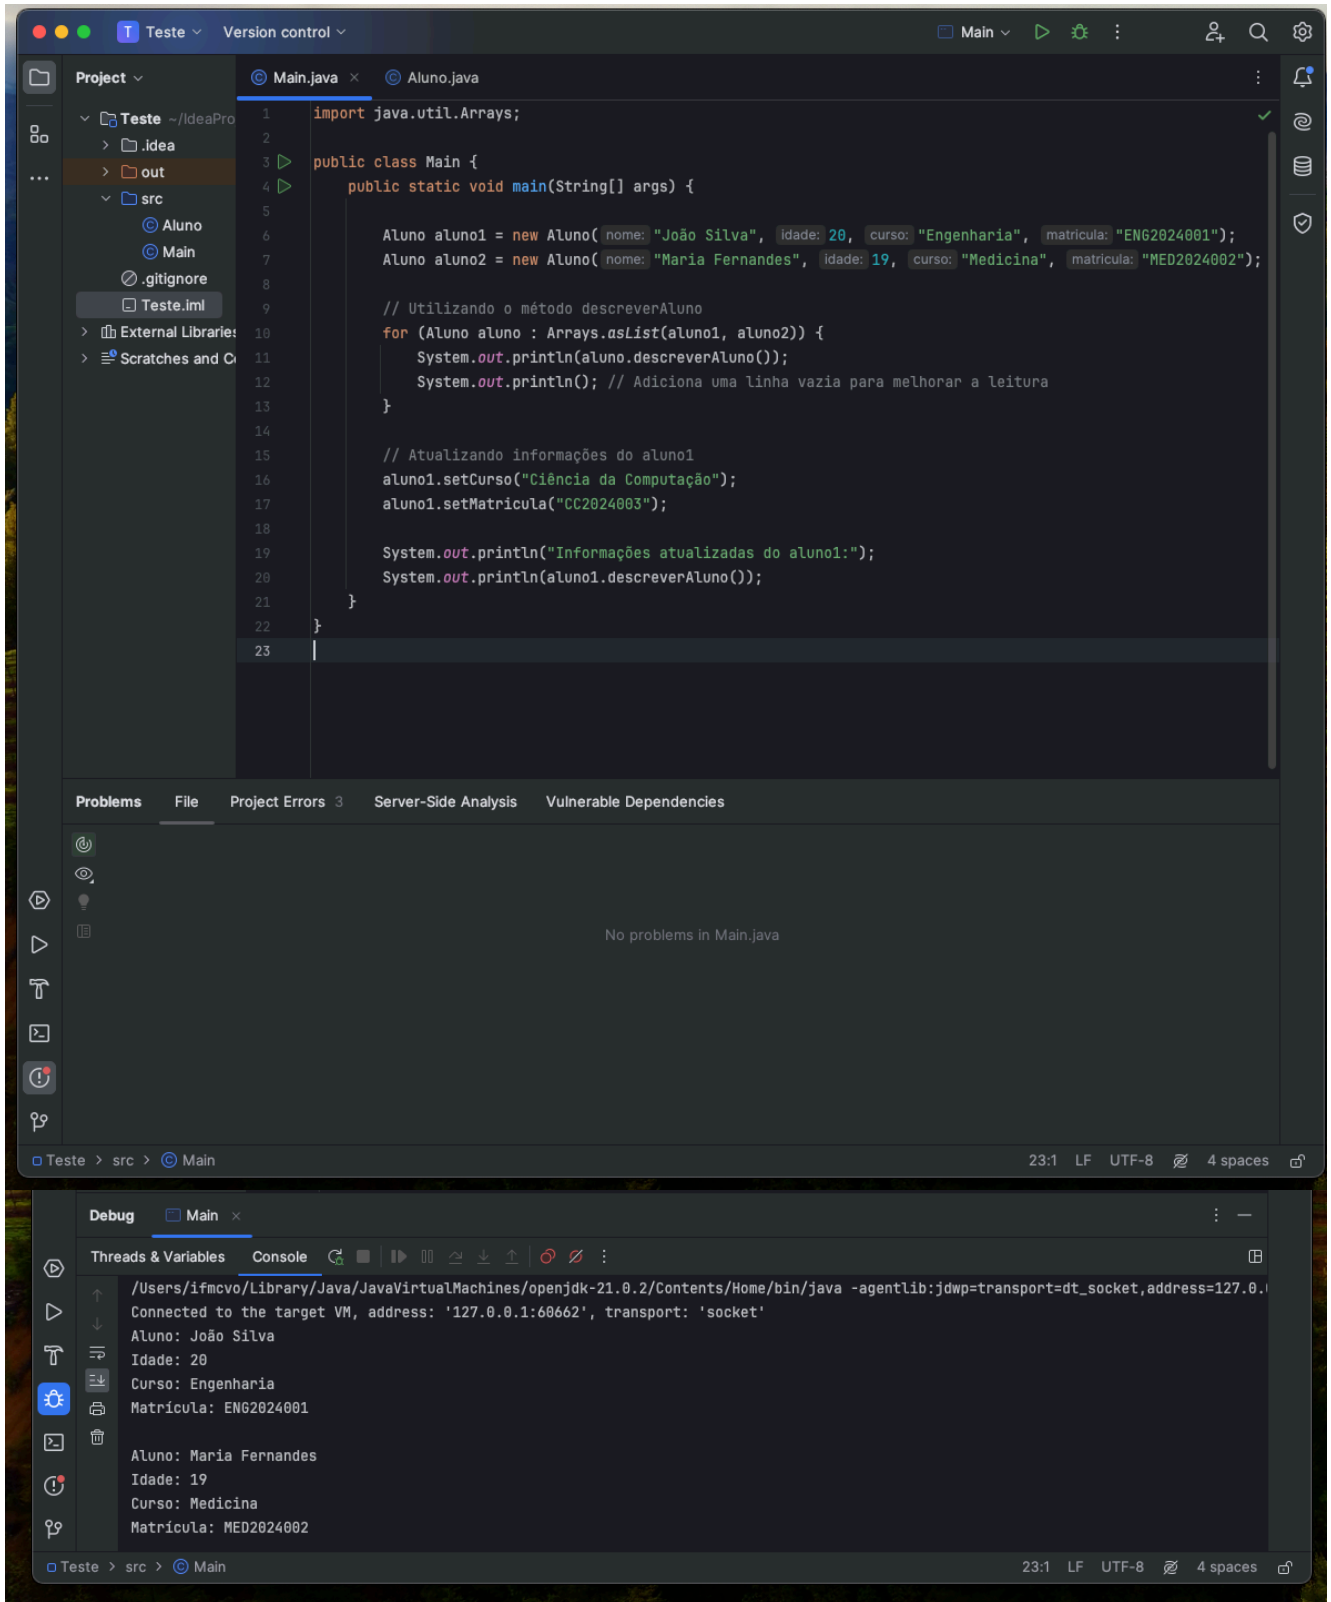 T Teste Version control Main
Project
Main.java
Aluno.java
Teste ~/IdeaPro
.idea
out
src
Aluno
Main
.gitignore
Teste.iml
External Libraries
Scratches and
1 import java.util.Arrays;
2
3 public class Main {
4 public static void main(String[] args) {
5
6 Aluno aluno1 = new Aluno( nome: "João Silva", idade: 20, curso: "Engenharia", matricula: "ENG2024001");
7 Aluno aluno2 = new Aluno( nome: "Maria Fernandes", idade: 19, curso: "Medicina", matricula: "MED2024002");
8
9 // Utilizando o método descreverAluno
10 for (Aluno aluno : Arrays.asList(aluno1, aluno2)) {
11 System.out.println(aluno.descreverAluno());
12 System.out.println(); // Adiciona uma linha vazia para melhorar a leitura
13 }
14
15 // Atualizando informações do aluno1
16 aluno1.setCurso("Ciência da Computação");
17 aluno1.setMatricula("CC2024003");
18
19 System.out.println("Informações atualizadas do aluno1:");
20 System.out.println(aluno1.descreverAluno());
21 }
22 }
23
Problems File Project Errors 3 Server-Side Analysis Vulnerable Dependencies
No problems in Main.java
Teste > src > Main 23:1 LF UTF-8 4 spaces
Debug Main
Threads & Variables Console
/Users/ifmcvo/Library/Java/JavaVirtualMachines/openjdk-21.0.2/Contents/Home/bin/java -agentlib:jdwp=transport=dt_socket,address=127.0.
Connected to the target VM, address: '127.0.0.1:60662', transport: 'socket'
Aluno: João Silva
Idade: 20
Curso: Engenharia
Matrícula: ENG2024001
Aluno: Maria Fernandes
Idade: 19
Curso: Medicina
Matrícula: MED2024002
Teste > src > Main 23:1 LF UTF-8 4 spaces